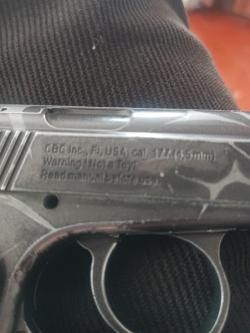 GBC Inc., Fl, USA, cal. .177 (4,5mm)
Warning! Not a Toy!
Read manual before use